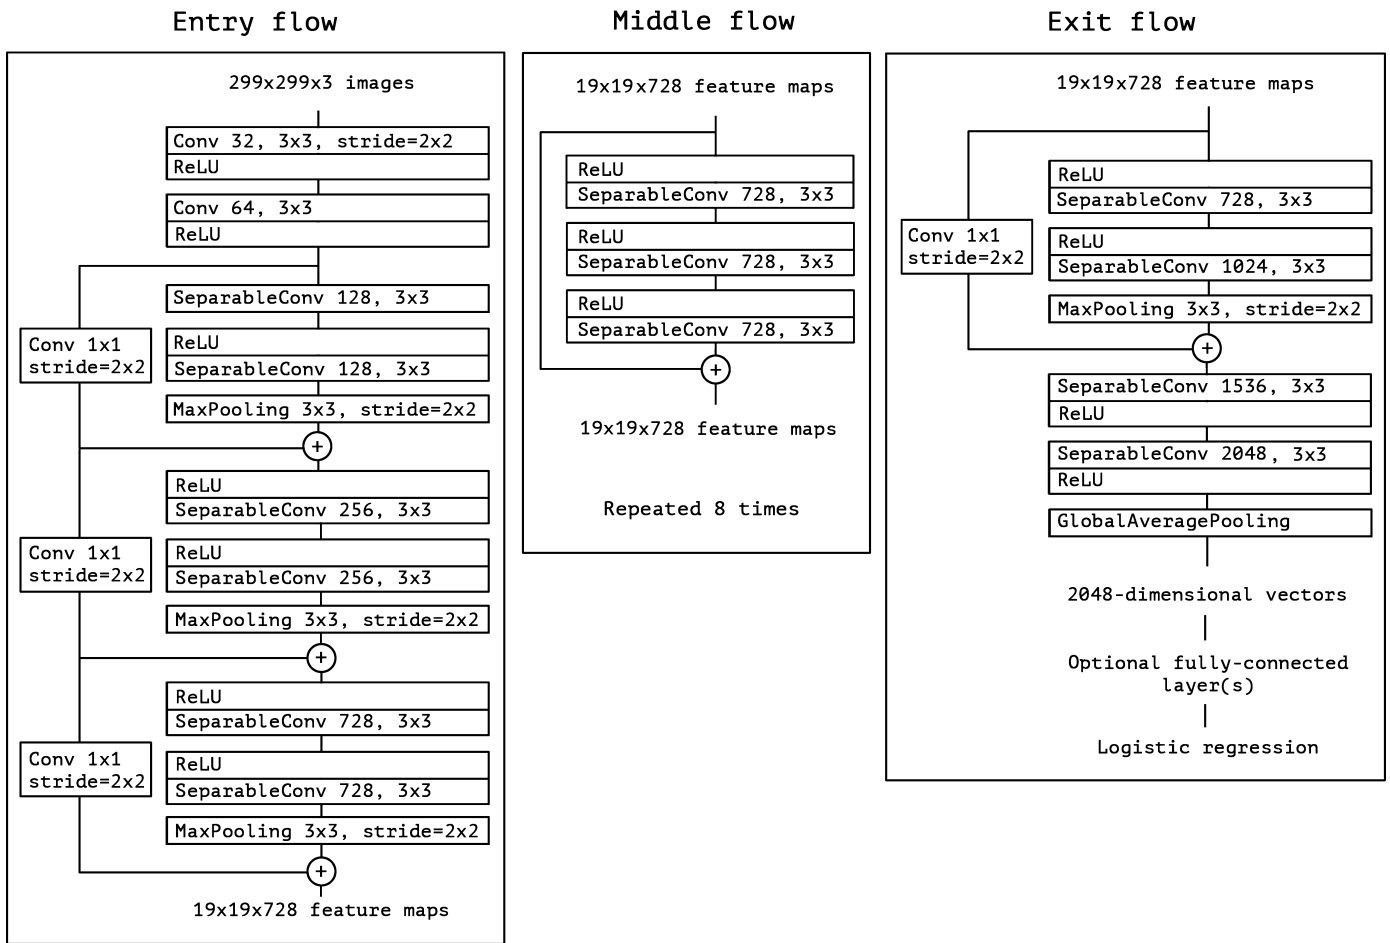 Entry flow
299x299x3 images
Conv 32, 3x3, stride=2x2
ReLU
Conv 64, 3x3
ReLU
SeparableConv 128, 3x3
Conv 1x1
stride=2x2
ReLU
SeparableConv 128, 3x3
MaxPooling 3x3, stride=2x2
+
ReLU
SeparableConv 256, 3x3
Conv 1x1
stride=2x2
ReLU
SeparableConv 256, 3x3
MaxPooling 3x3, stride=2x2
+
ReLU
SeparableConv 728, 3x3
Conv 1x1
stride=2x2
ReLU
SeparableConv 728, 3x3
MaxPooling 3x3, stride=2x2
+
19x19x728 feature maps
Middle flow
19x19x728 feature maps
ReLU
SeparableConv 728, 3x3
ReLU
SeparableConv 728, 3x3
ReLU
SeparableConv 728, 3x3
+
19x19x728 feature maps
Repeated 8 times
Exit flow
19x19x728 feature maps
ReLU
SeparableConv 728, 3x3
Conv 1x1
stride=2x2
ReLU
SeparableConv 1024, 3x3
MaxPooling 3x3, stride=2x2
+
SeparableConv 1536, 3x3
ReLU
SeparableConv 2048, 3x3
ReLU
GlobalAveragePooling
2048-dimensional vectors
Optional fully-connected
layer(s)
Logistic regression